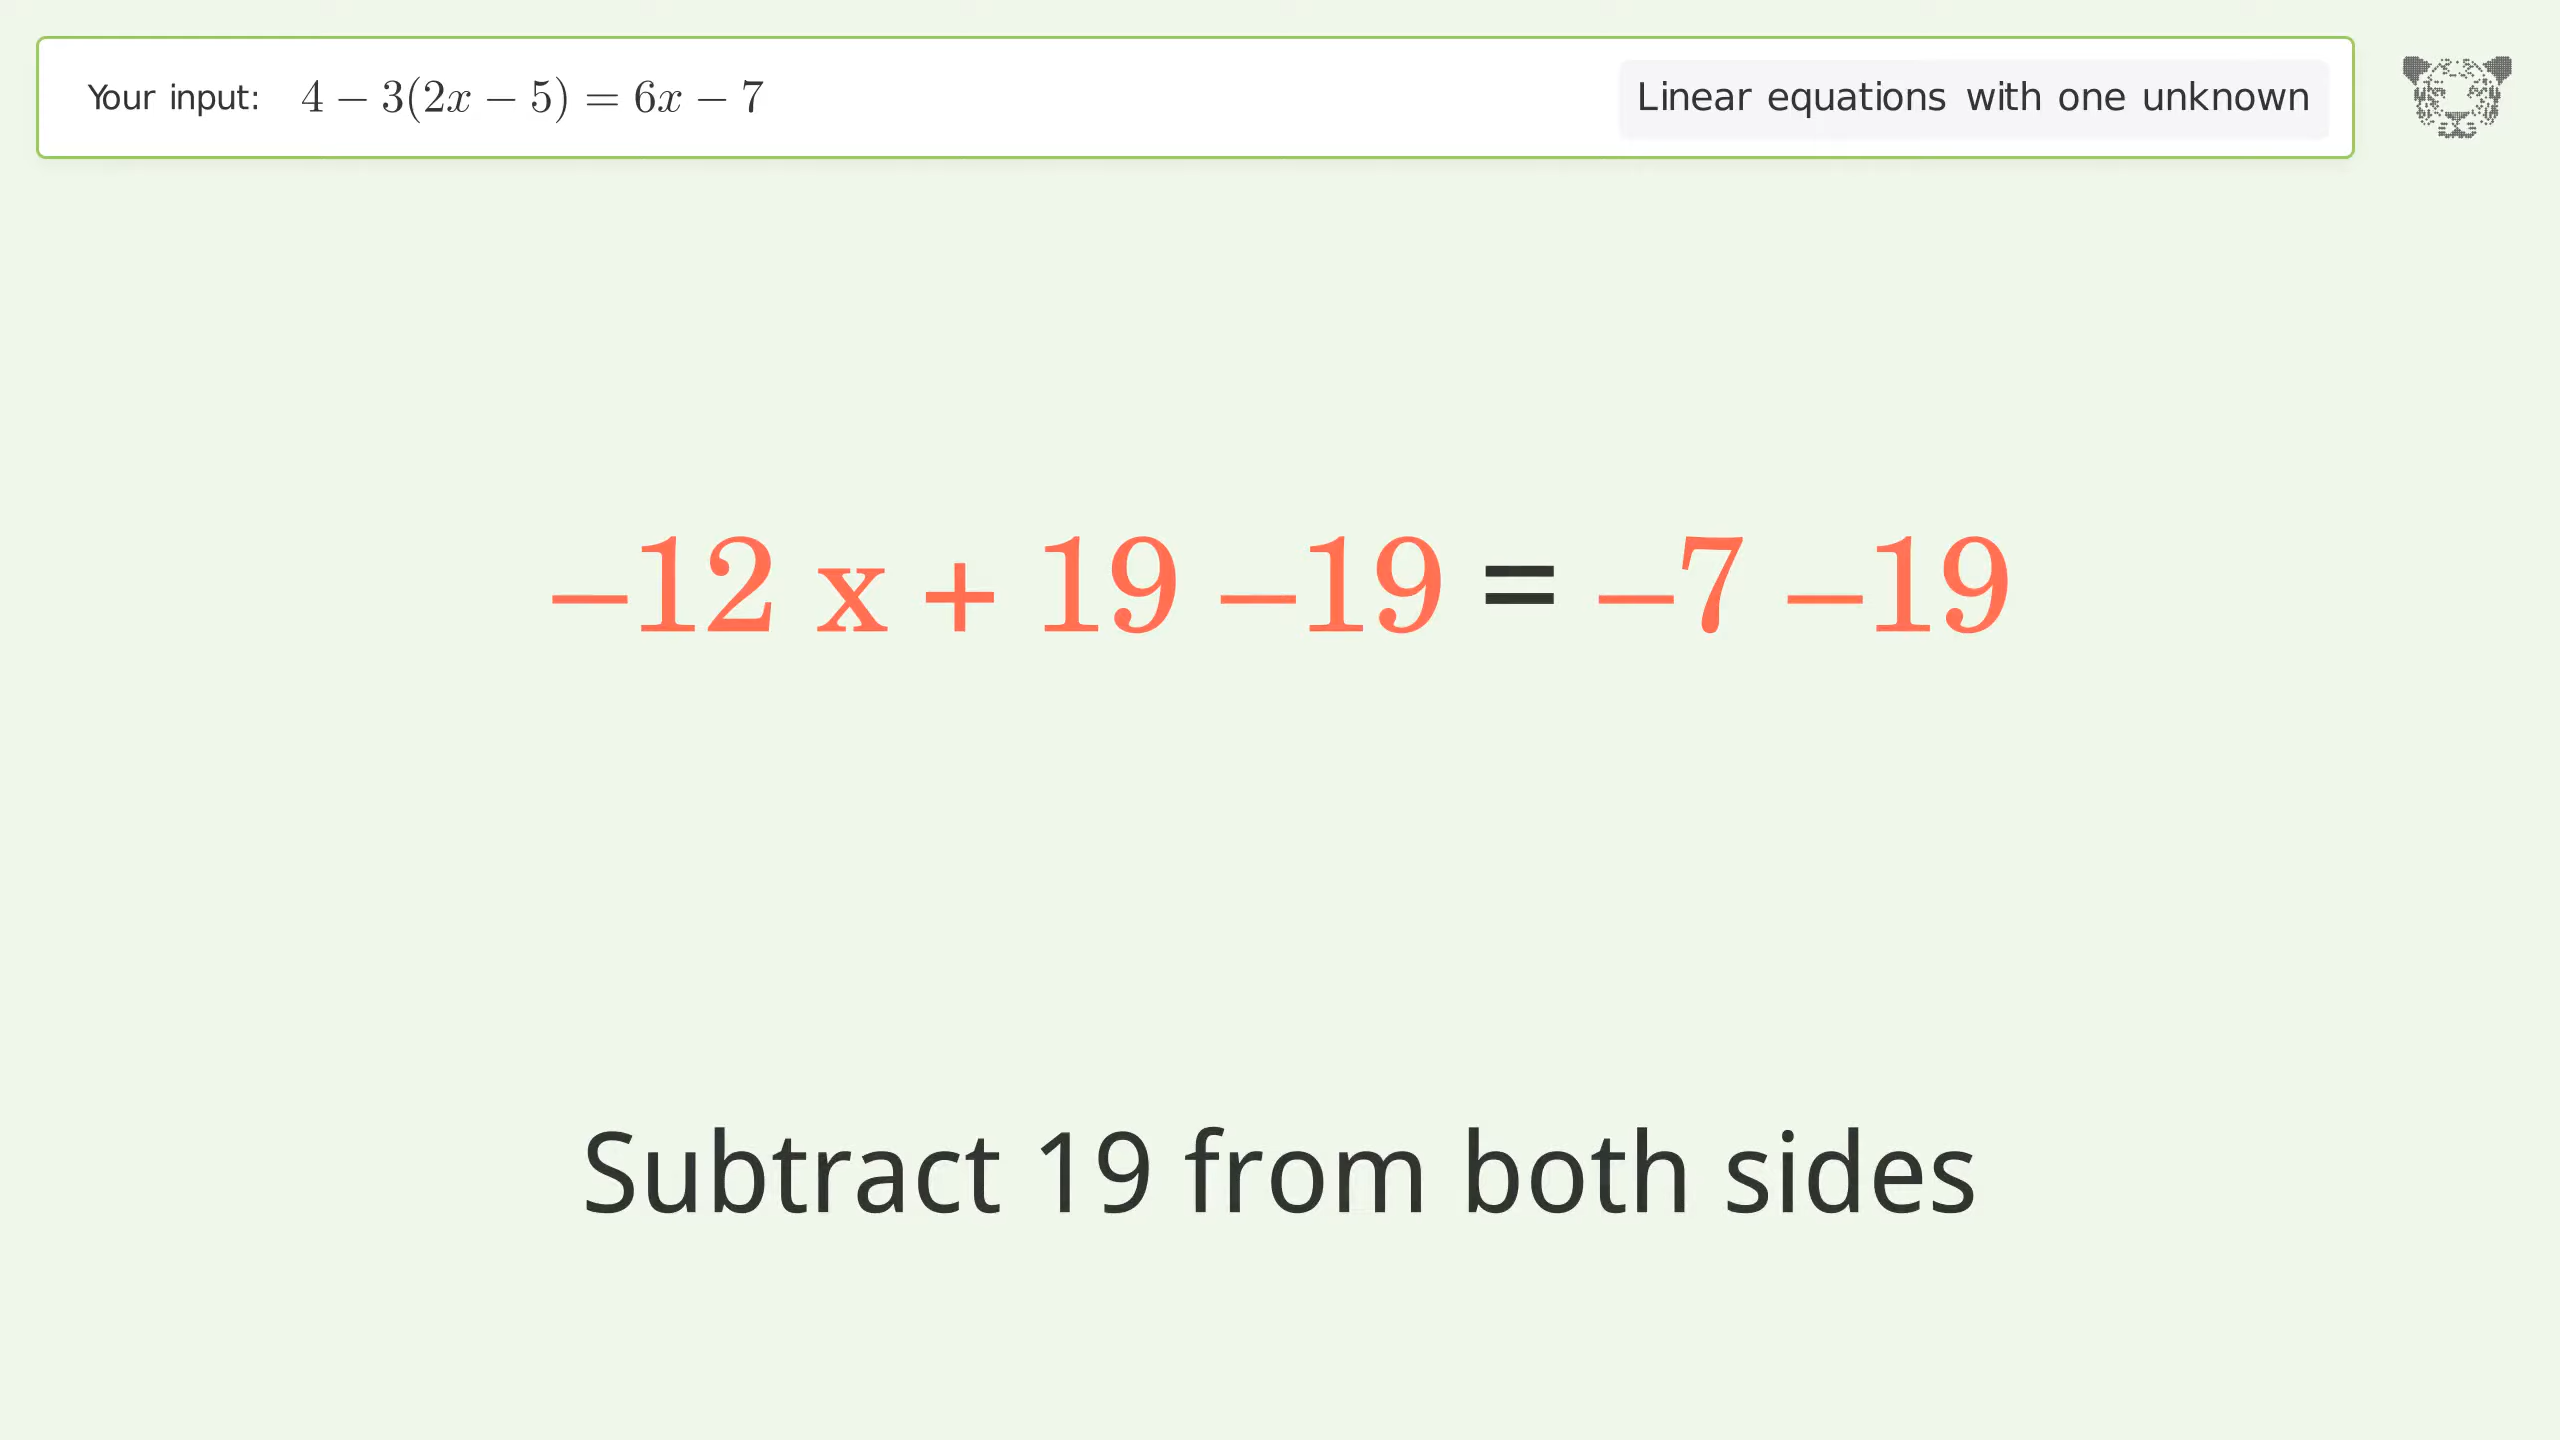 Your input: 4 − 3(2x − 5) = 6x − 7
Linear equations with one unknown
−12 x + 19 −19 = −7 −19
Subtract 19 from both sides